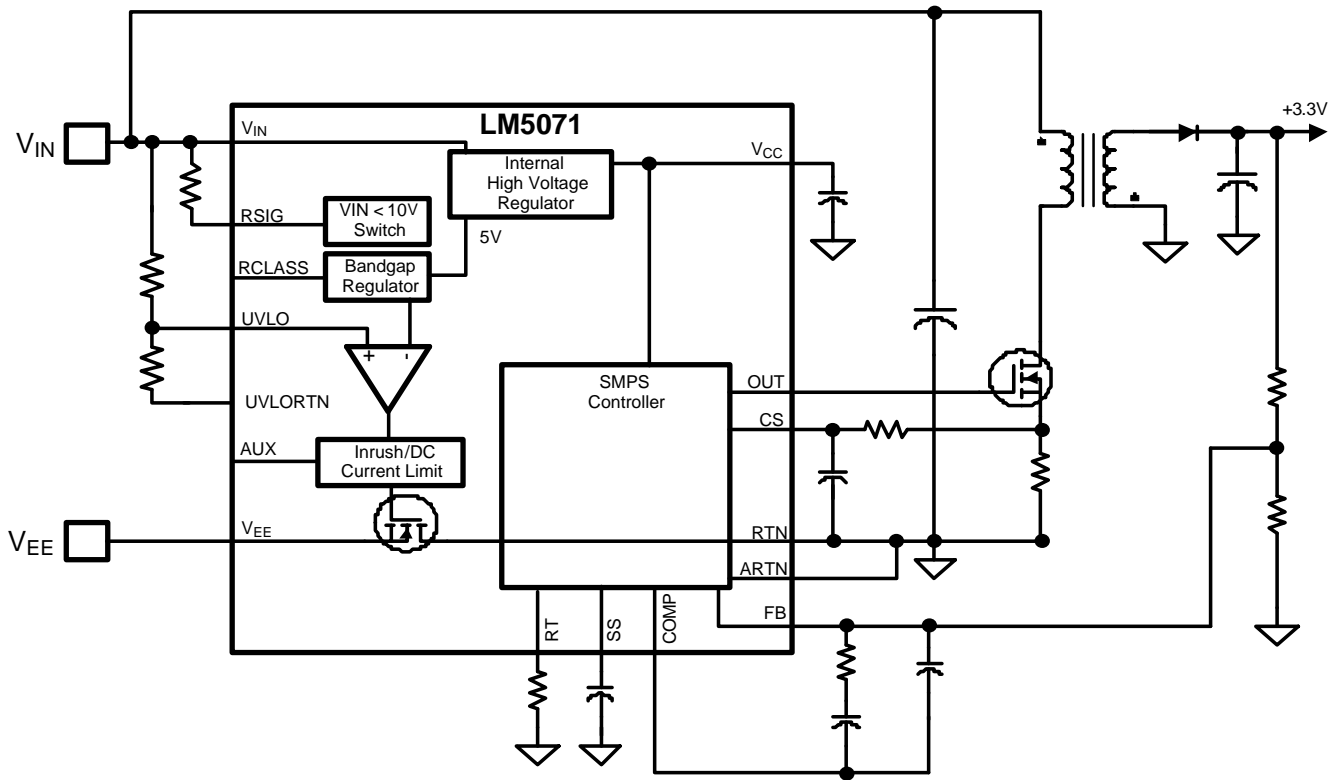 +3.3V
LM5071
VIN
VIN
VCC
Internal
High Voltage
Regulator
RSIG
VIN < 10V
Switch
5V
RCLASS
Bandgap
Regulator
UVLO
+ -
SMPS
Controller
OUT
UVLORTN
CS
AUX
Inrush/DC
Current Limit
VEE
VEE
RTN
ARTN
FB
RT
SS
COMP